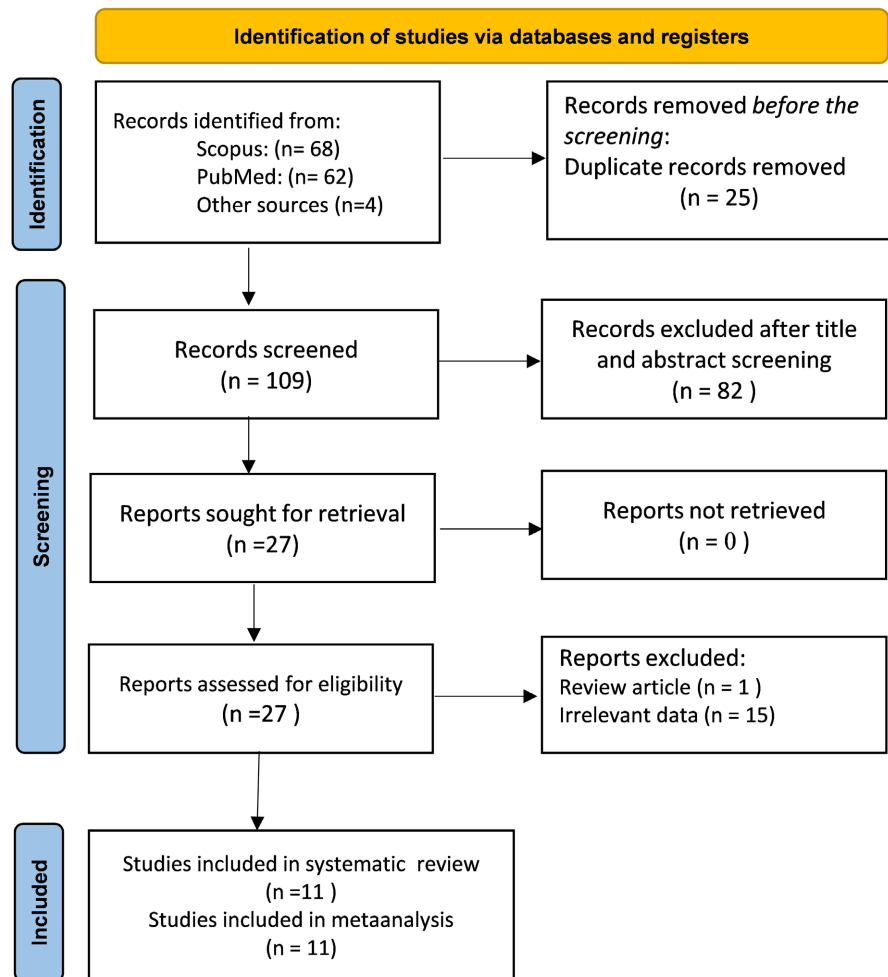 Identification of studies via databases and registers
Identification
Records identified from:
Scopus: (n= 68)
PubMed: (n= 62)
Other sources (n=4)
Records removed before the
screening:
Duplicate records removed
(n = 25)
Screening
Records screened
(n = 109)
Records excluded after title
and abstract screening
(n = 82 )
Reports sought for retrieval
(n =27)
Reports not retrieved
(n = 0 )
Reports assessed for eligibility
(n =27 )
Reports excluded:
Review article (n = 1 )
Irrelevant data (n = 15)
Included
Studies included in systematic review
(n =11 )
Studies included in metaanalysis
(n = 11)